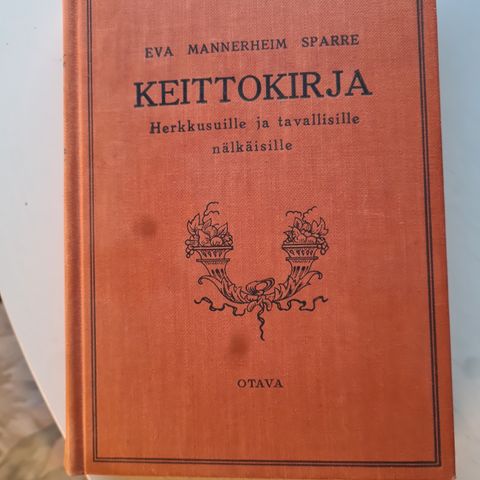 EVA MANNERHEIM SPARRE
KEITTOKIRJA
Herkkusuille ja tavallisille
nälkäisille
OTAVA